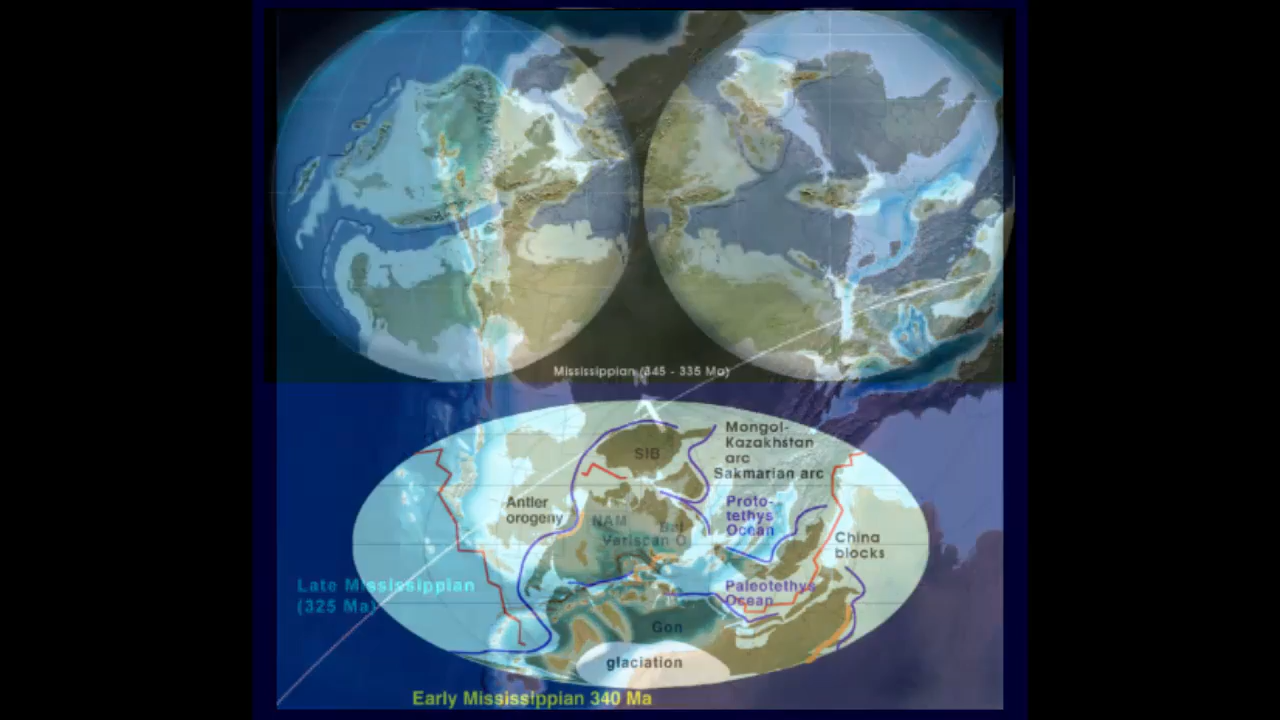 Mississippian (345 - 335 Ma)
N
Mongol-
Kazakhstan
arc
SIB
Sakmarian arc
Antler
orogeny
Proto-
tethys
Ocean
NAM
Bal
Variscan O
China
blocks
Late Mississippian
(325 Ma)
Paleotethys
Ocean
Gon
glaciation
Early Mississippian 340 Ma